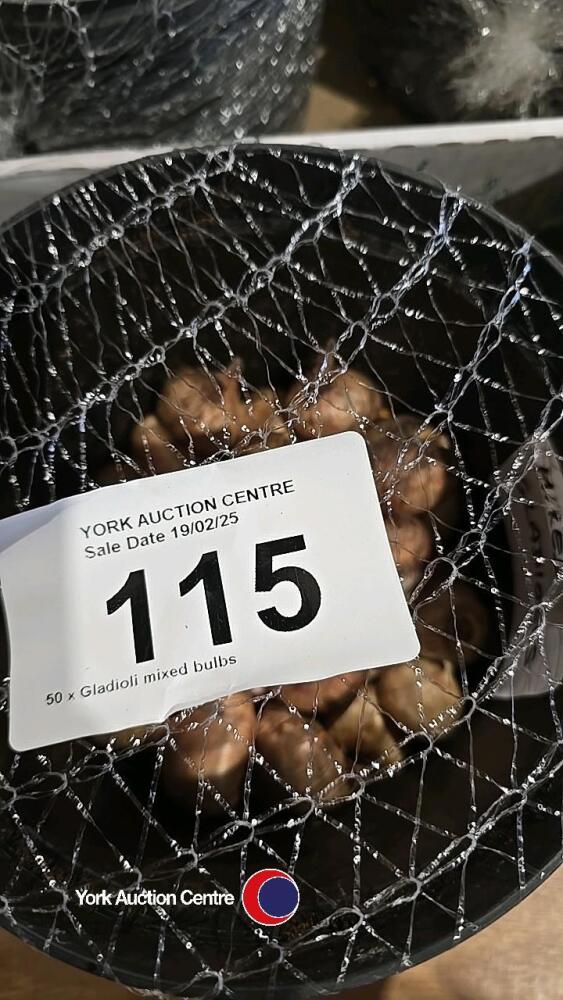 YORK AUCTION CENTRE
Sale Date 19/02/25
115
50 x Gladioli mixed bulbs
York Auction Centre